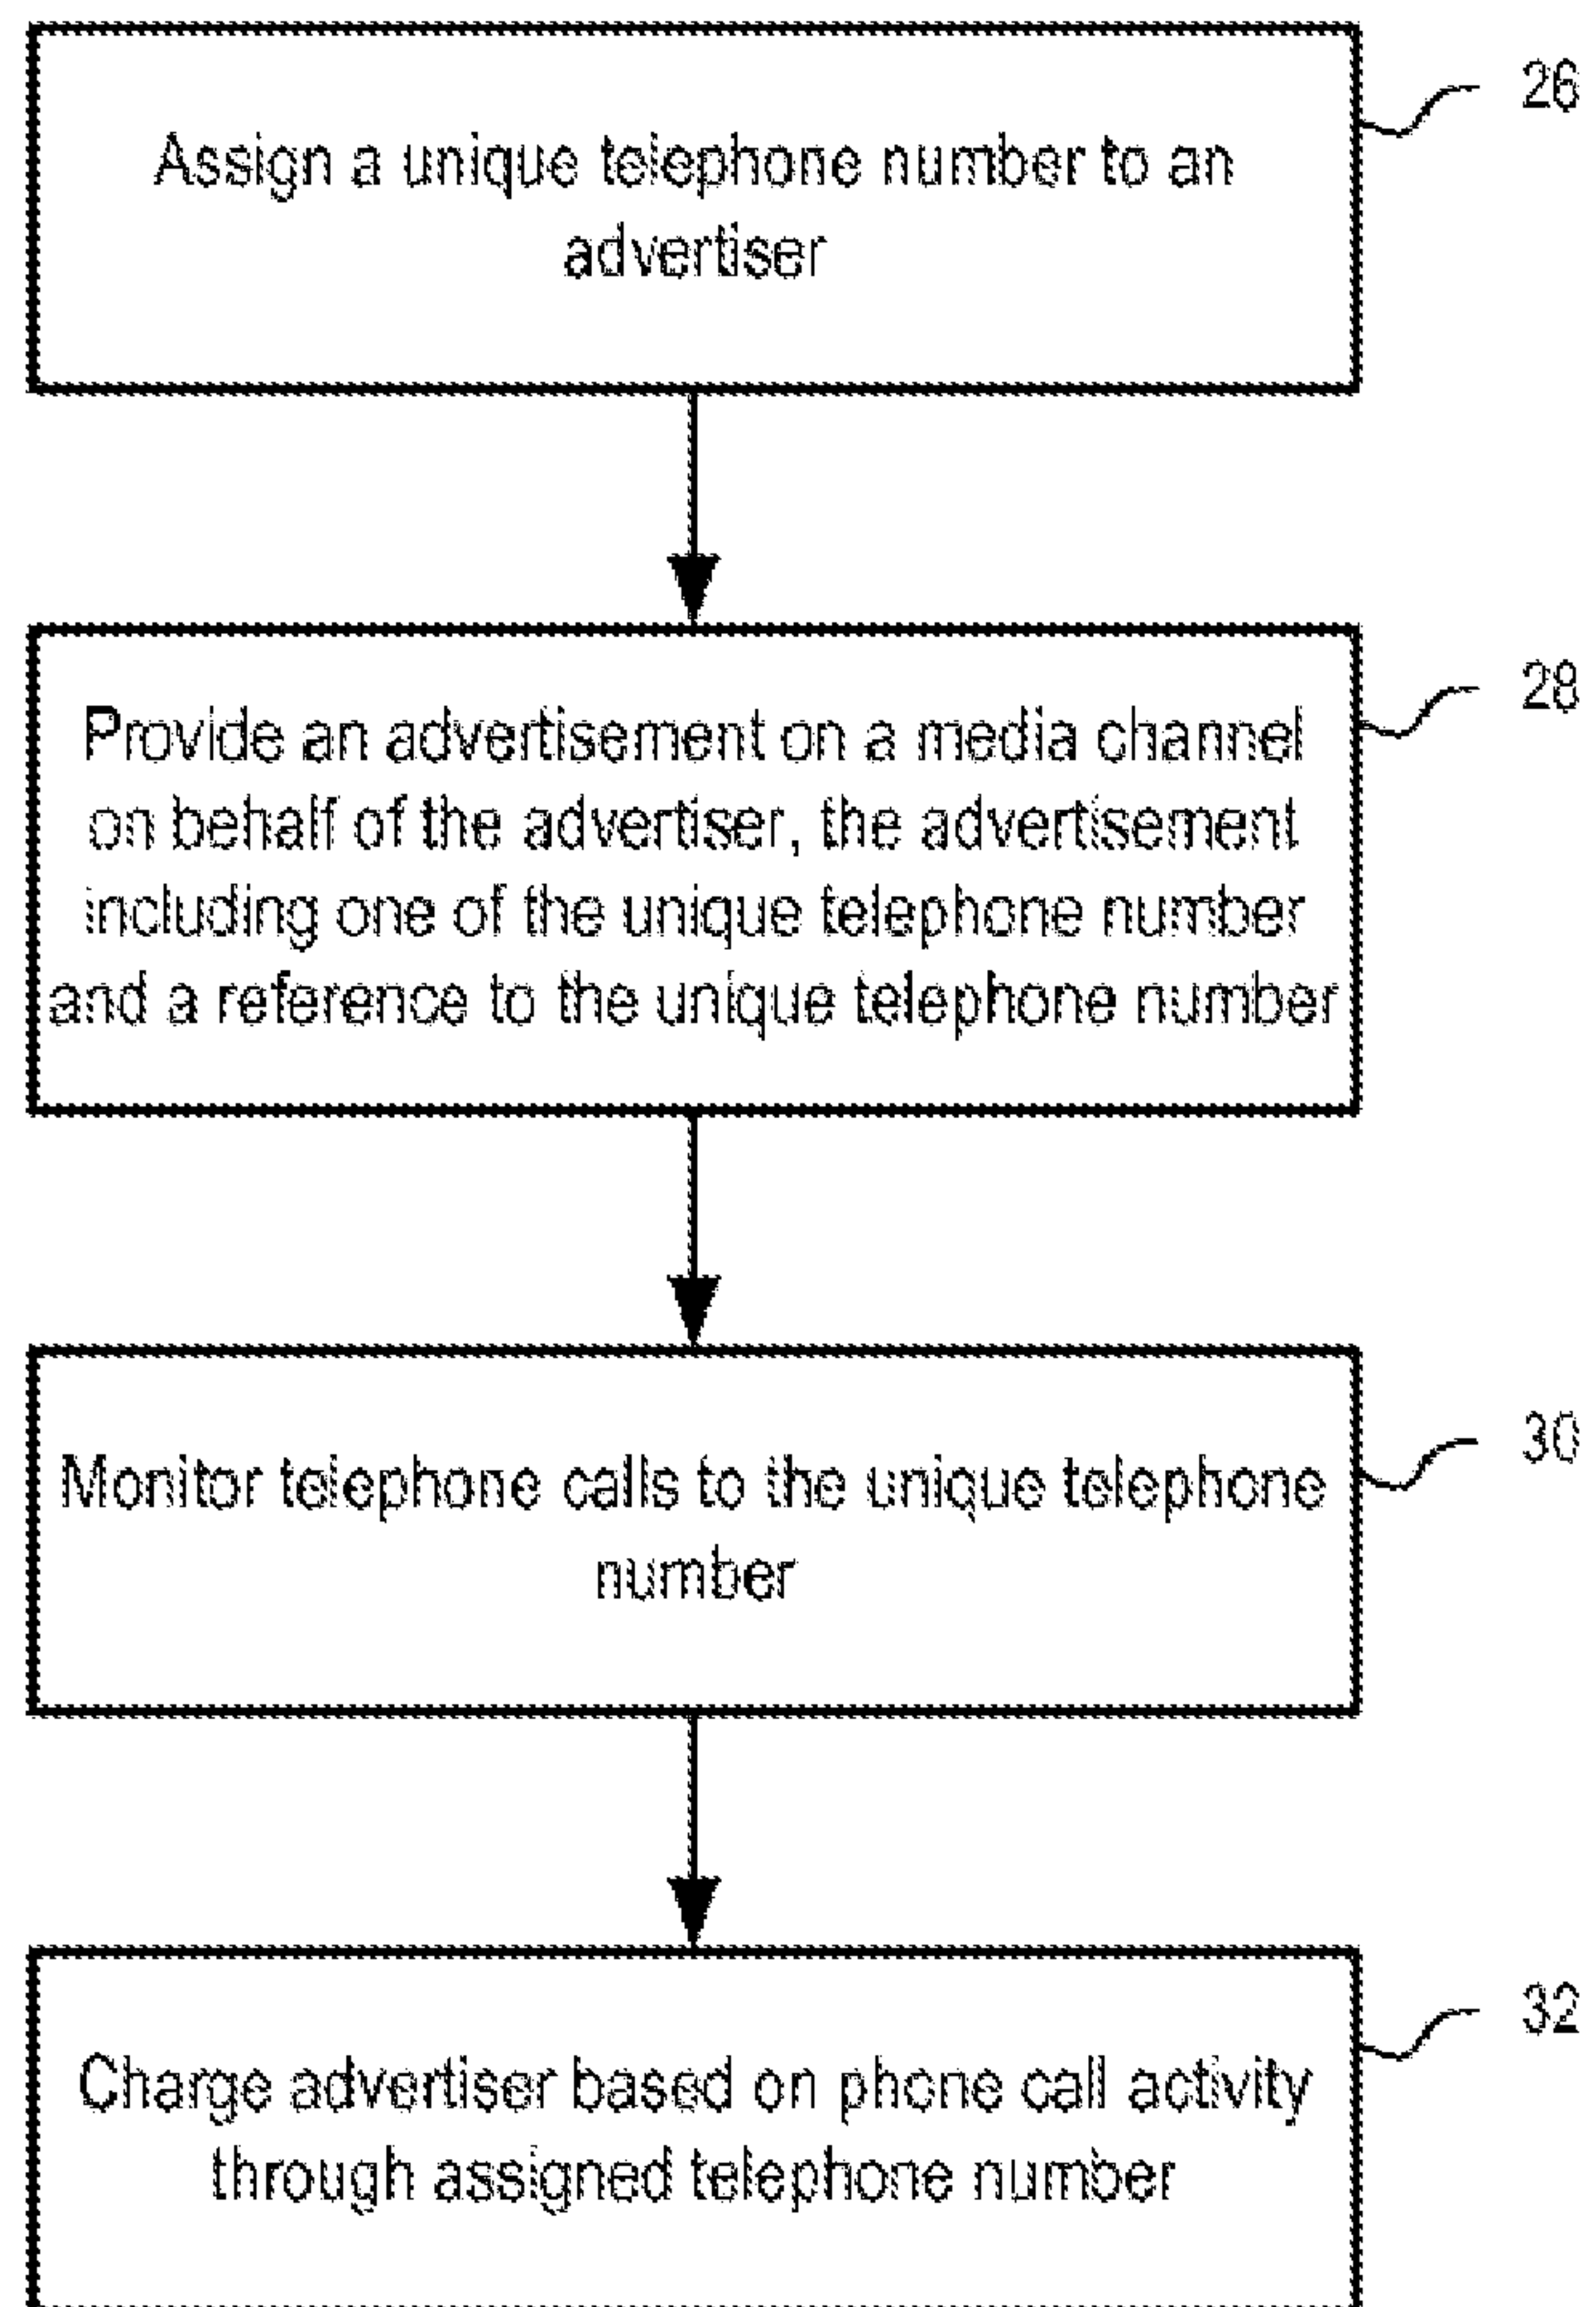 26
Assign a unique telephone number to an
advertiser
28
Provide an advertisement on a media channel
on behalf of the advertiser, the advertisement
including one of the unique telephone number
and a reference to the unique telephone number
30
Monitor telephone calls to the unique telephone
number
32
Charge advertiser based on phone call activity
through assigned telephone number